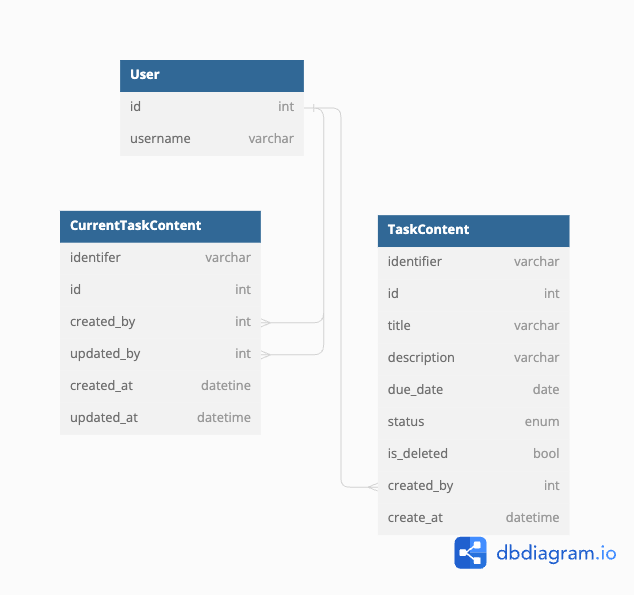 User
id int
username varchar
CurrentTaskContent
identifer varchar
id int
created_by int
updated_by int
created_at datetine
updated_at datetime
TaskContent
identifier varchar
id int
title varchar
description varchar
due_date date
status enum
is_deleted bool
created_by int
create_at datetime
dbdiagram.io